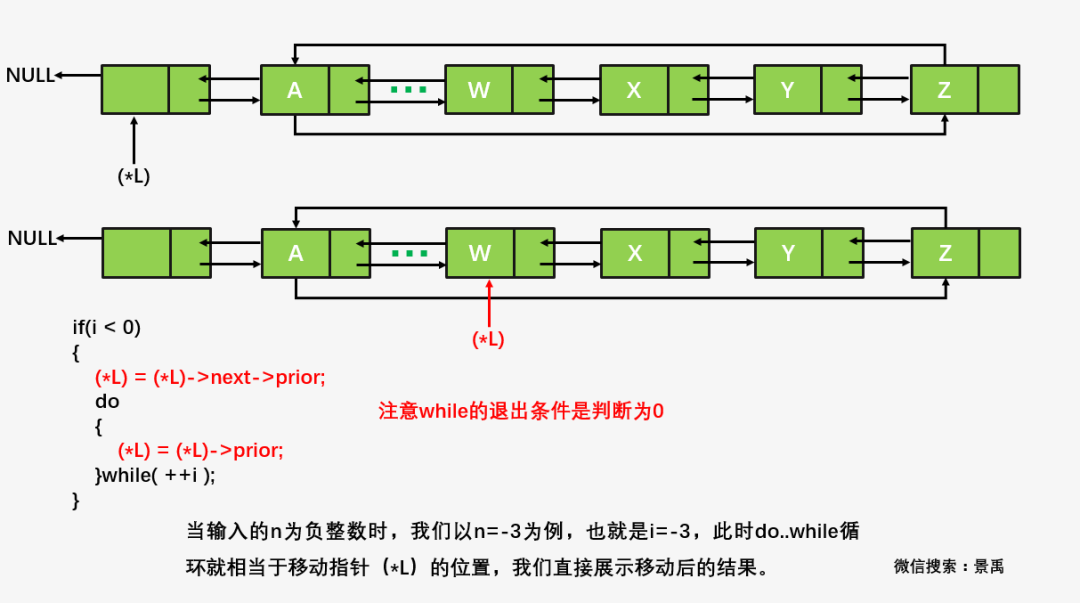 NULL
A
W
X
Y
Z
(*L)
NULL
A
W
X
Y
Z
(*L)
if(i < 0)
{
(*L) = (*L)->next->prior;
do
{
(*L) = (*L)->prior;
}while( ++i );
}
注意while的退出条件是判断为0
当输入的n为负整数时，我们以n=-3为例，也就是i=-3，此时do..while循
环就相当于移动指针（*L）的位置，我们直接展示移动后的结果。
微信搜索：景禹